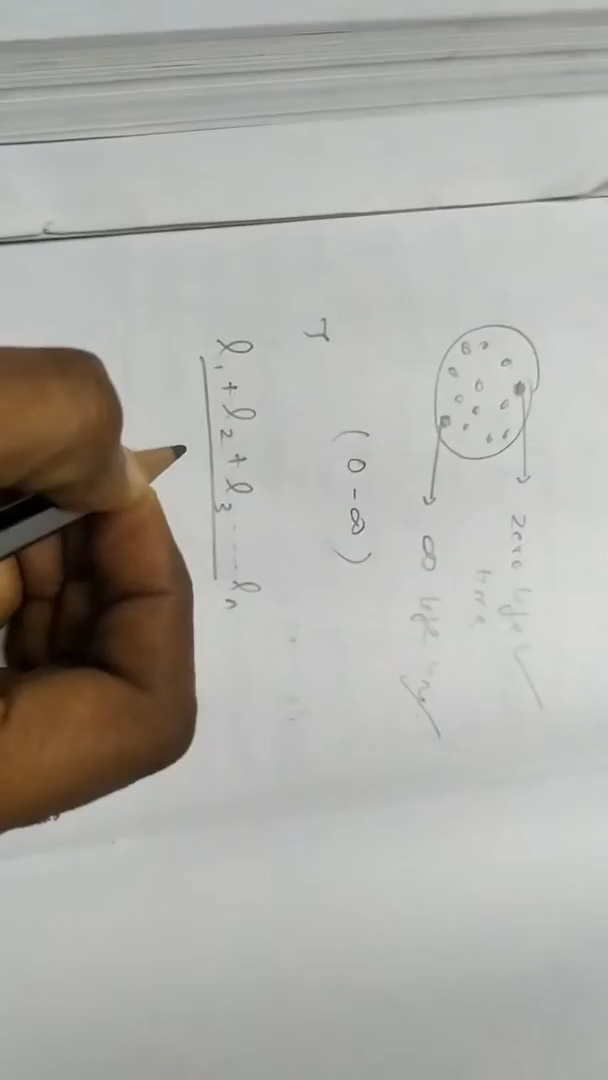 zero life
time
∞ life time
(0 - ∞)
T
l₁ + l₂ + l₃ ..... lₙ